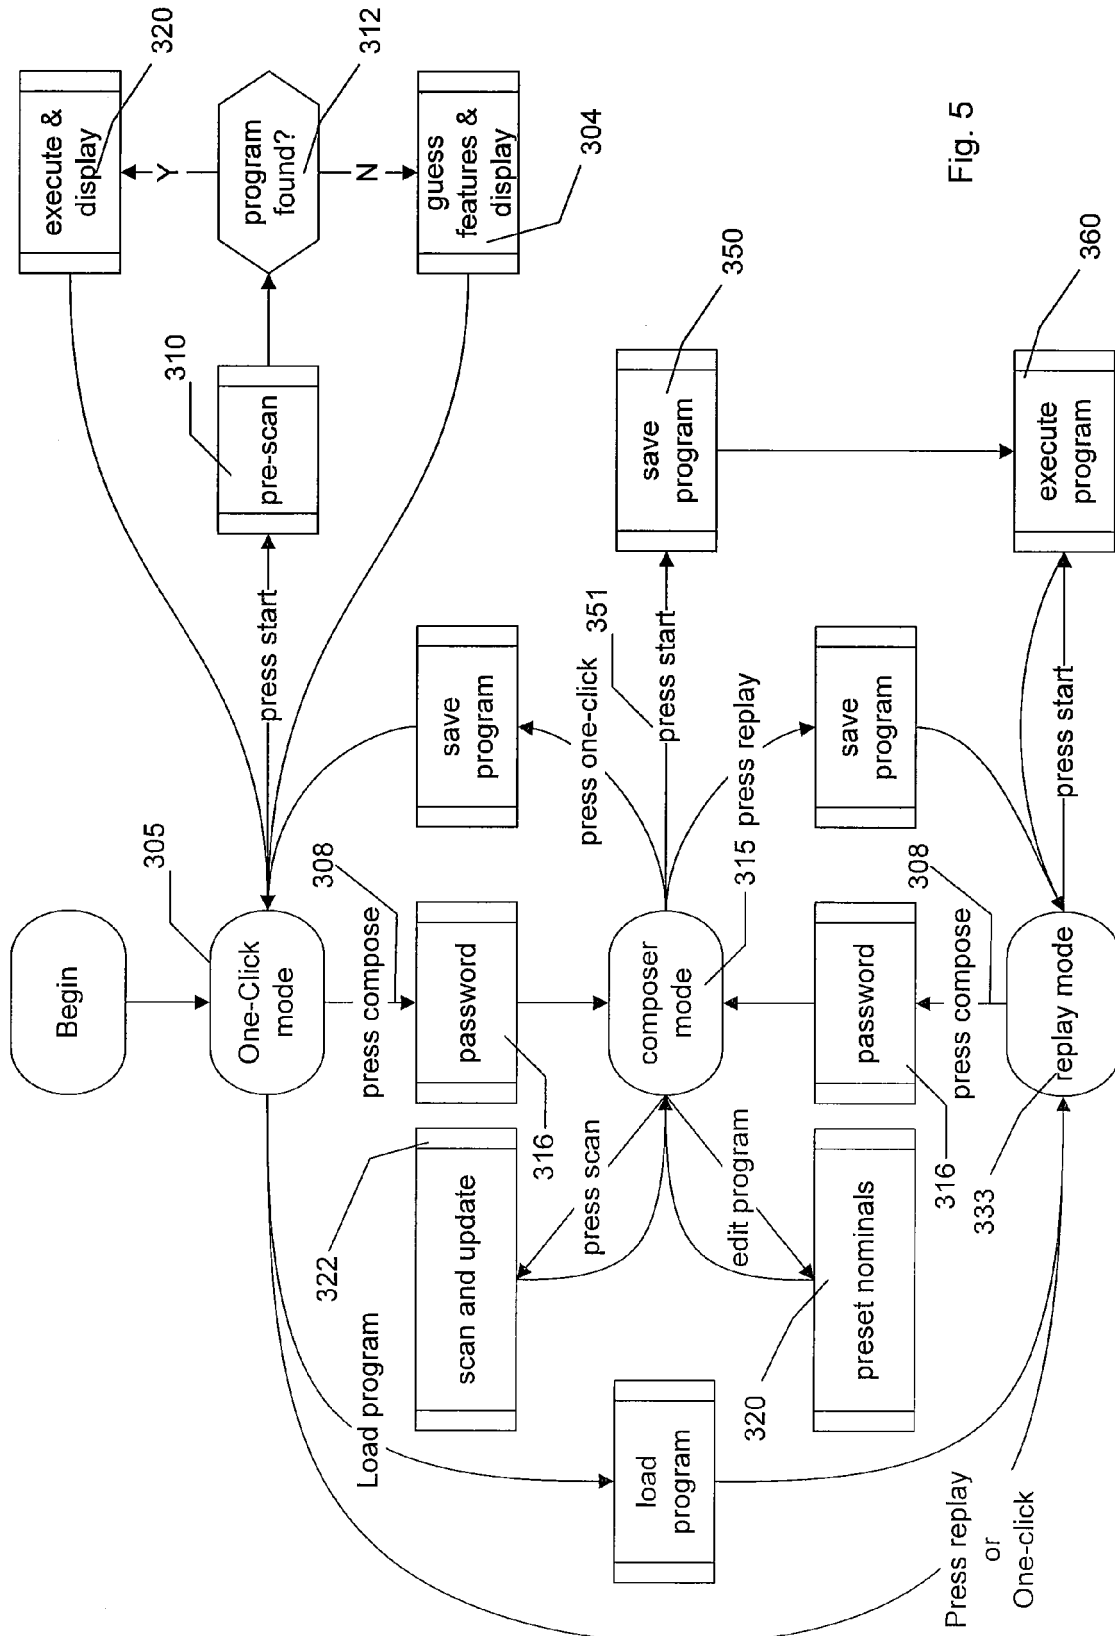 Begin
305
One-Click
mode
press start
310
pre-scan
program
found?
312
Y
execute &
display
320
N
guess
features &
display
304
press compose
308
password
316
save
program
press one-click
Load program
322
scan and update
press scan
composer
mode
315
351
press start
save
program
350
load
program
edit program
preset nominals
320
password
316
press replay
save
program
press compose
308
333
replay mode
press start
execute
program
360
Press replay
or
One-click
Fig. 5